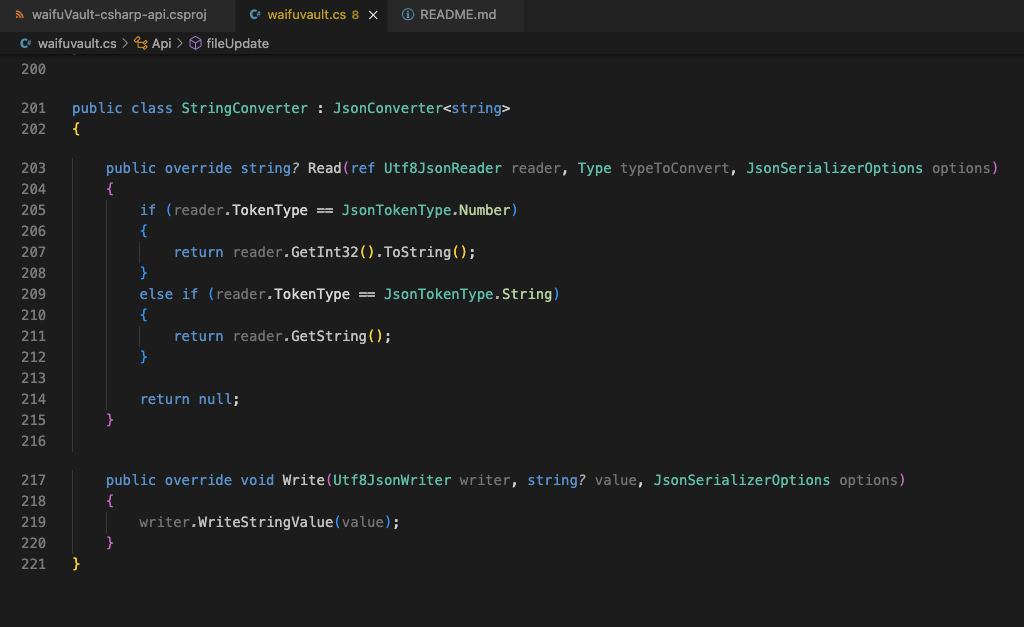 waifuVault-csharp-api.csproj waifuvault.cs 8 README.md
waifuvault.cs > Api > fileUpdate
200
201 public class StringConverter : JsonConverter<string>
202 {
203     public override string? Read(ref Utf8JsonReader reader, Type typeToConvert, JsonSerializerOptions options)
204     {
205         if (reader.TokenType == JsonTokenType.Number)
206         {
207             return reader.GetInt32().ToString();
208         }
209         else if (reader.TokenType == JsonTokenType.String)
210         {
211             return reader.GetString();
212         }
213
214         return null;
215     }
216
217     public override void Write(Utf8JsonWriter writer, string? value, JsonSerializerOptions options)
218     {
219         writer.WriteStringValue(value);
220     }
221 }